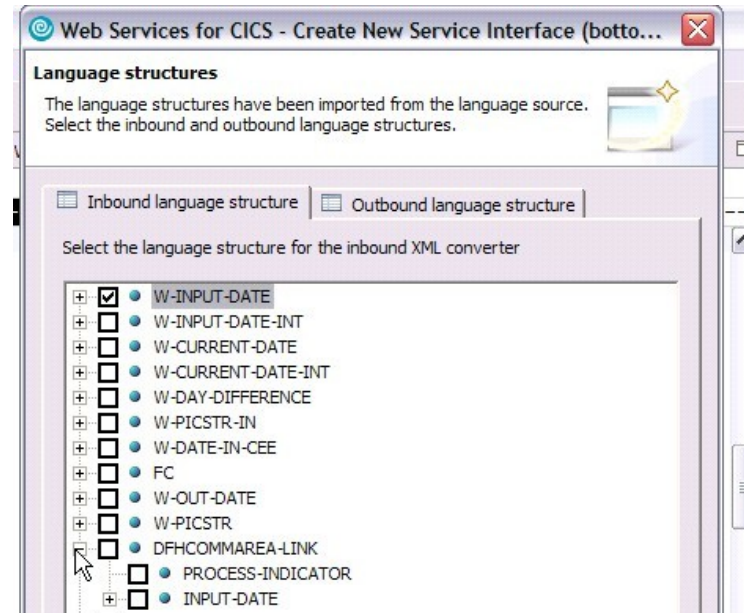 Web Services for CICS - Create New Service Interface (botto...
Language structures
The language structures have been imported from the language source.
Select the inbound and outbound language structures.
Inbound language structure
Outbound language structure
Select the language structure for the inbound XML converter
W-INPUT-DATE
W-INPUT-DATE-INT
W-CURRENT-DATE
W-CURRENT-DATE-INT
W-DAY-DIFFERENCE
W-PICSTR-IN
W-DATE-IN-CEE
FC
W-OUT-DATE
W-PICSTR
DFHCOMMAREA-LINK
PROCESS-INDICATOR
INPUT-DATE